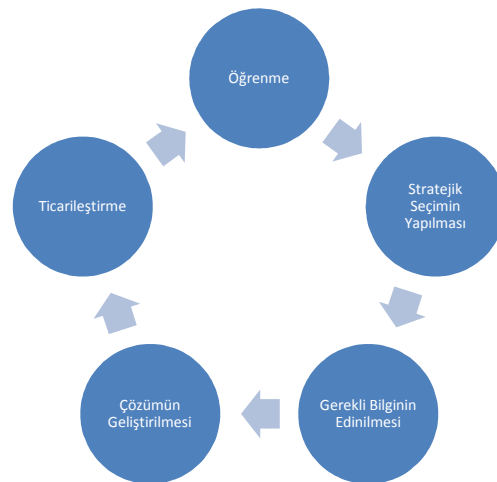 Öğrenme
Stratejik
Seçimin
Yapılması
Gerekli Bilginin
Edinilmesi
Çözümün
Geliştirilmesi
Ticarileştirme